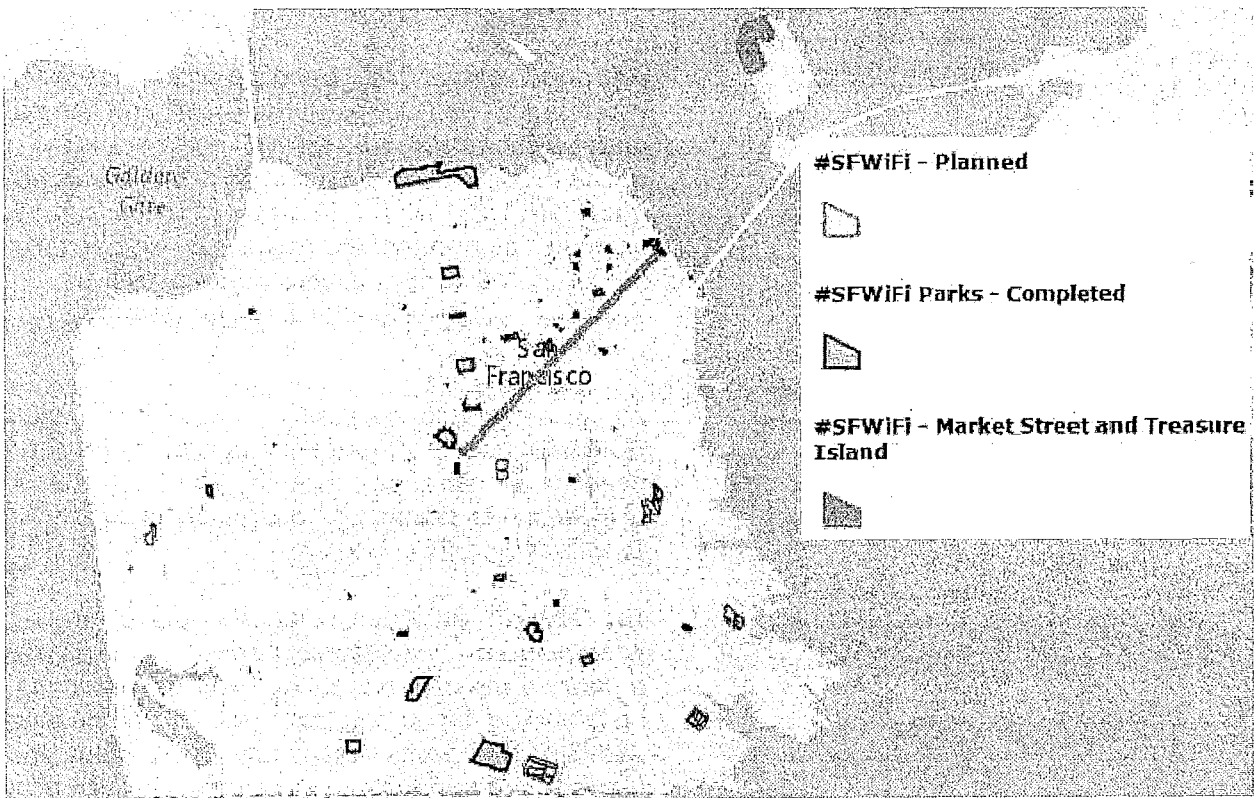 Golden
Gate
San
Francisco
#SFWiFi - Planned
#SFWiFi Parks - Completed
#SFWiFi - Market Street and Treasure
Island